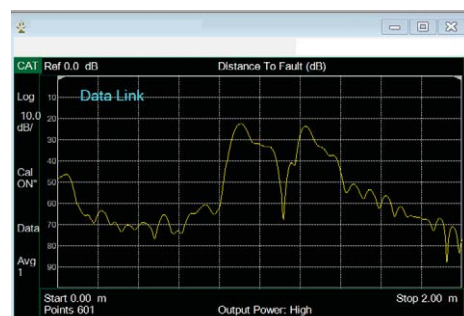 CAT Ref 0.0 dB Distance To Fault (dB)
Log
10.0
dB/
Cal
ON*
Data
Avg
1
Data Link
10
20
30
40
50
60
70
80
90
Start 0.00 m Stop 2.00 m
Points 601 Output Power: High